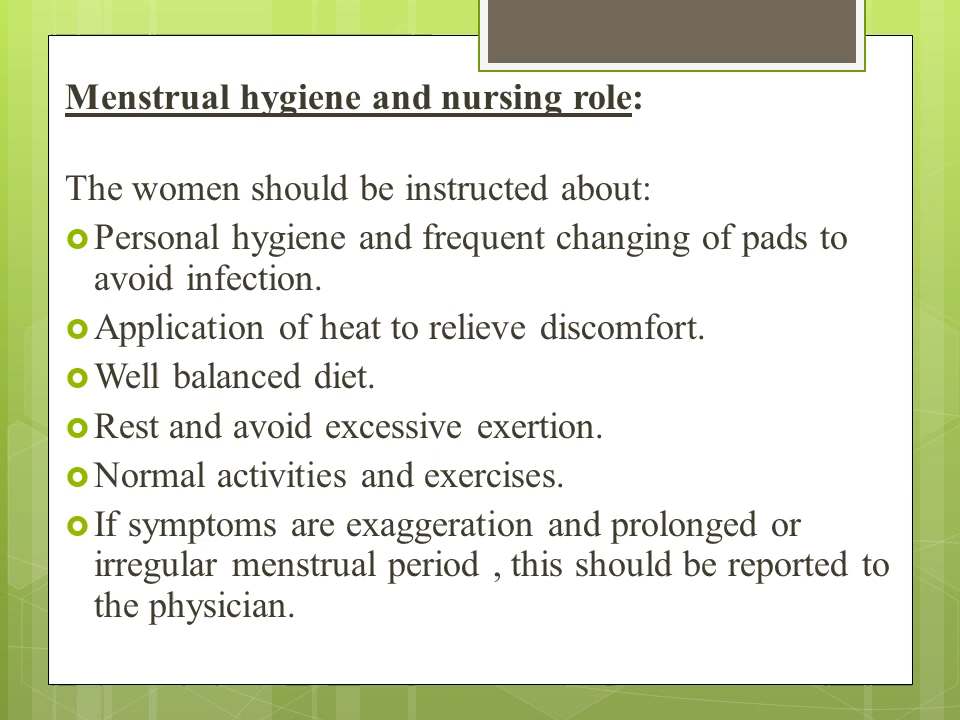 Menstrual hygiene and nursing role:
The women should be instructed about:
Personal hygiene and frequent changing of pads to
avoid infection.
Application of heat to relieve discomfort.
Well balanced diet.
Rest and avoid excessive exertion.
Normal activities and exercises.
If symptoms are exaggeration and prolonged or
irregular menstrual period , this should be reported to
the physician.